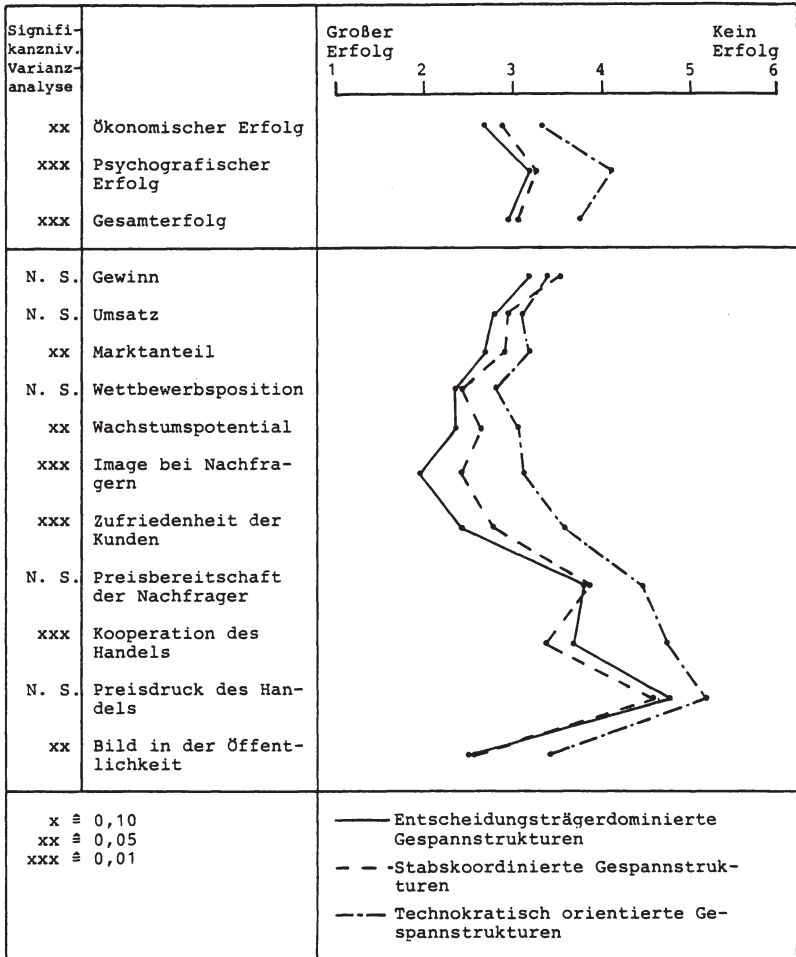 Signifi-
kanzniv.
Varianz-
analyse
Großer
Erfolg
Kein
Erfolg
1 2 3 4 5 6
xx Ökonomischer Erfolg
xxx Psychografischer
Erfolg
xxx Gesamterfolg
N. S. Gewinn
N. S. Umsatz
xx Marktanteil
N. S. Wettbewerbsposition
xx Wachstumspotential
xxx Image bei Nachfra-
gern
xxx Zufriedenheit der
Kunden
N. S. Preisbereitschaft
der Nachfrager
xxx Kooperation des
Handels
N. S. Preisdruck des Han-
dels
xx Bild in der Öffent-
lichkeit
x ≙ 0,10
xx ≙ 0,05
xxx ≙ 0,01
Entscheidungsträgerdominierte
Gespannstrukturen
Stabskoordinierte Gespannstruk-
turen
Technokratisch orientierte Ge-
spannstrukturen